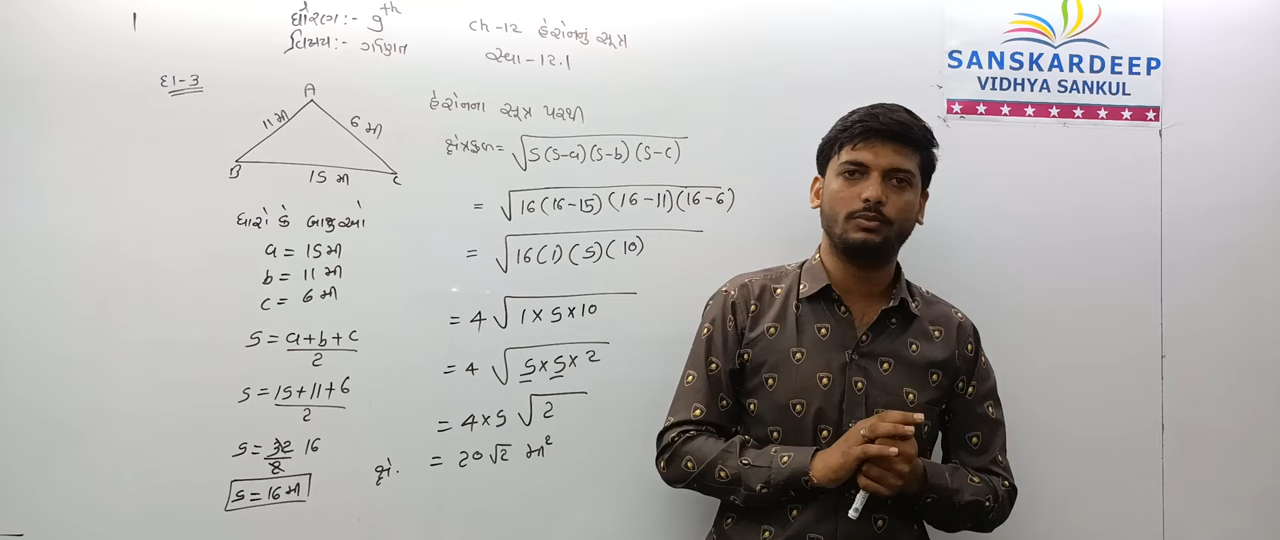 ધોરણ:- 9th
વિષય:- ગણિત
Ch-12 હેરોનનું સૂત્ર
સ્વા-12.1
SANSKARDEEP
VIDHYA SANKUL
દા-3
A
11 મી
6 મી
B
15 મી
C
ધારો કે બાજુઓ
a = 15 મી
b = 11 મી
c = 6 મી
S = a+b+c / 2
S = 15+11+6 / 2
S = 32 / 2 16
S = 16 મી
હેરોનના સૂત્ર પરથી
ક્ષેત્રફળ = √S(S-a)(S-b)(S-c)
= √16(16-15)(16-11)(16-6)
= √16(1)(5)(10)
= 4√1×5×10
= 4√5×5×2
= 4×5√2
ક્ષે. = 20√2 મી²